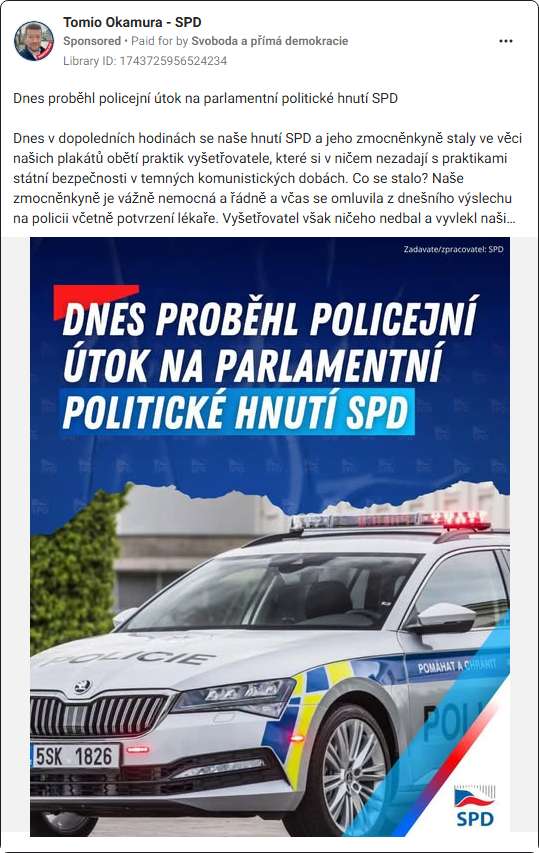 Tomio Okamura - SPD
Sponsored • Paid for by Svoboda a přímá demokracie
Library ID: 1743725956524234
Dnes proběhl policejní útok na parlamentní politické hnutí SPD
Dnes v dopoledních hodinách se naše hnutí SPD a jeho zmocněnkyně staly ve věci
našich plakátů obětí praktik vyšetřovatele, které si v ničem nezadají s praktikami
státní bezpečnosti v temných komunistických dobách. Co se stalo? Naše
zmocněnkyně je vážně nemocná a řádně a včas se omluvila z dnešního výslechu
na policii včetně potvrzení lékaře. Vyšetřovatel však ničeho nedbal a vyvlekl naši...
Zadavate/zpracovatel: SPD
DNES PROBĚHL POLICEJNÍ
ÚTOK NA PARLAMENTNÍ
POLITICKÉ HNUTÍ SPD
POLICIE
POMÁHAT A CHRÁNIT
POLI
5SK 1826
SPD